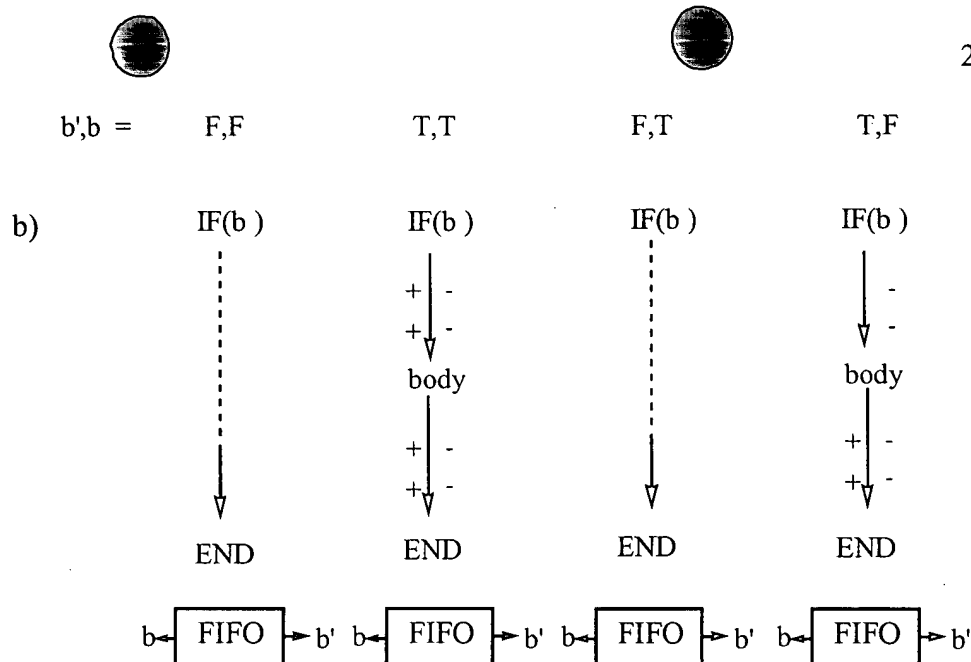 2
b',b = F,F T,T F,T T,F
b) IF(b ) IF(b ) IF(b ) IF(b )
+ - -
+ - -
body body
+ - + -
+ - + -
END END END END
b FIFO b' b FIFO b' b FIFO b' b FIFO b'